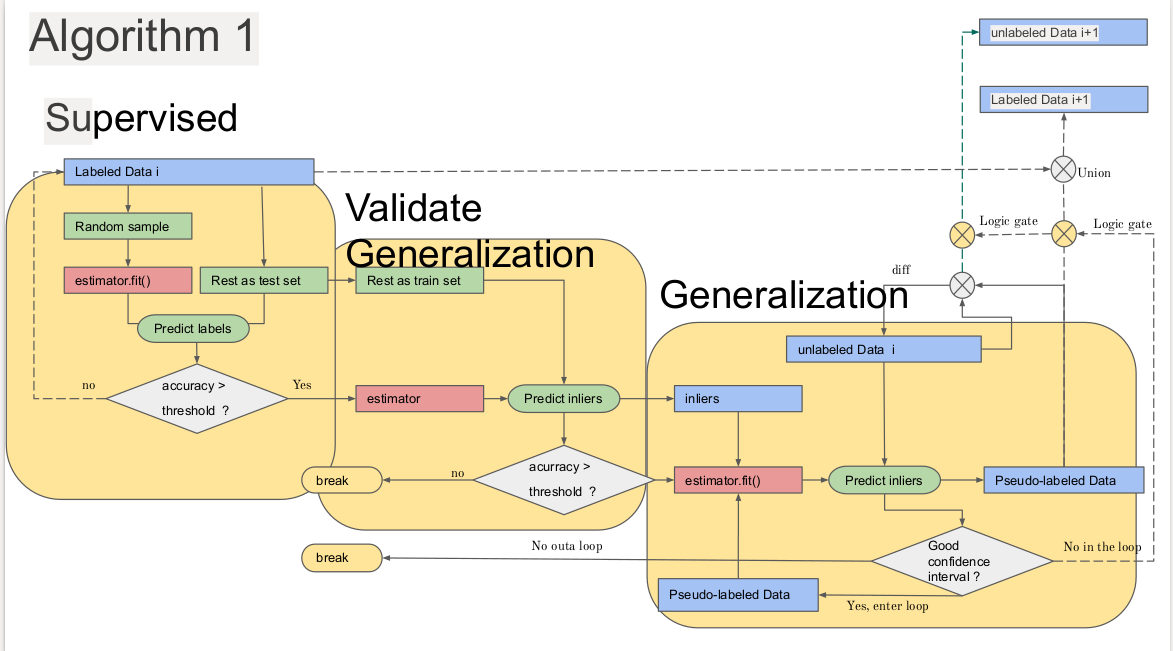 Algorithm 1
unlabeled Data i+1
Labeled Data i+1
Supervised
Labeled Data i
Union
Random sample
Validate
Generalization
Logic gate
Logic gate
estimator.fit()
Rest as test set
Rest as train set
diff
Generalization
Predict labels
unlabeled Data i
no
accuracy >
threshold ?
Yes
estimator
Predict inliers
inliers
break
no
acurracy >
threshold ?
estimator.fit()
Predict inliers
Pseudo-labeled Data
break
No outa loop
Good
confidence
interval ?
No in the loop
Pseudo-labeled Data
Yes, enter loop